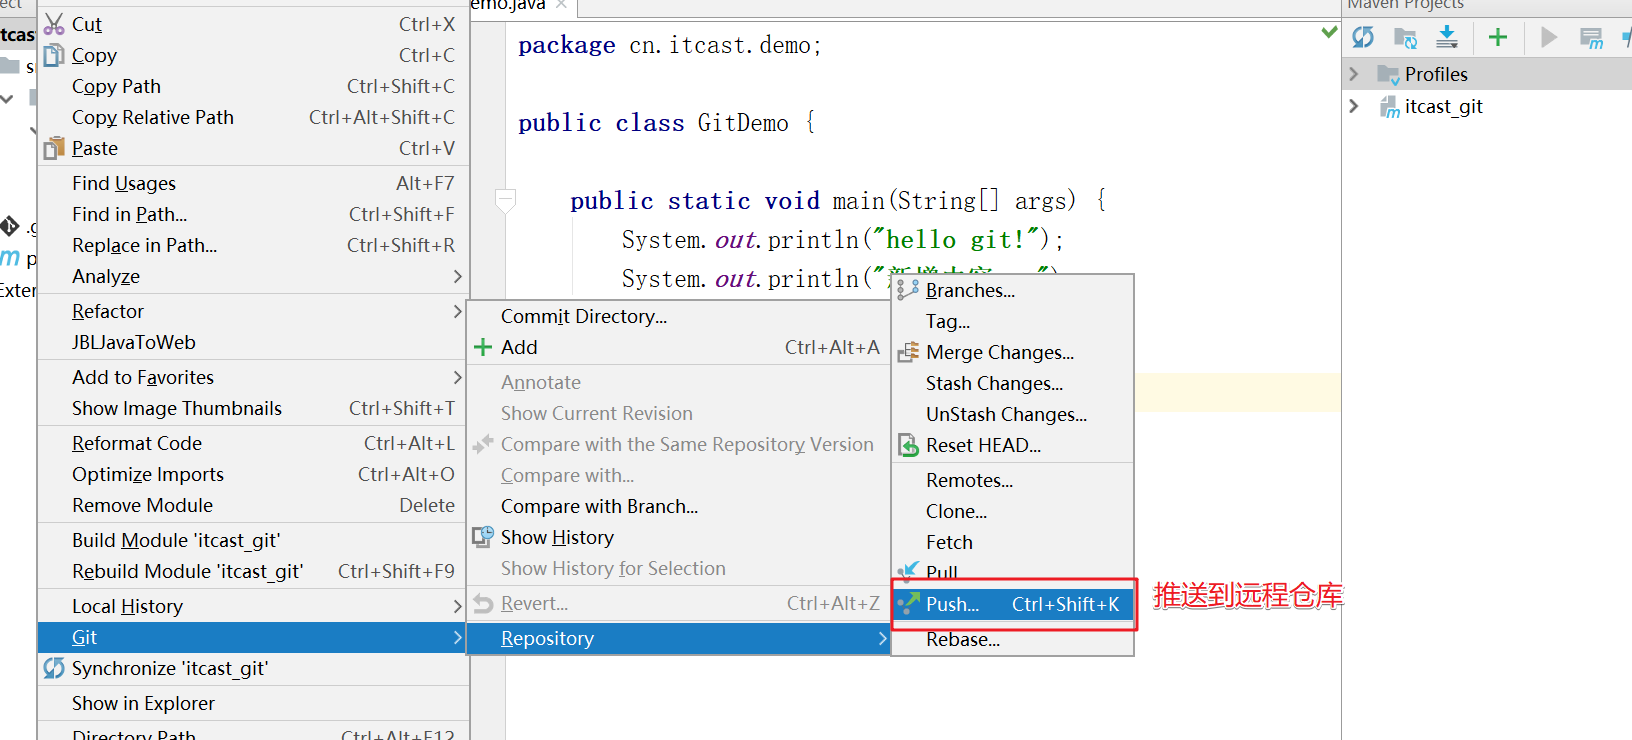 Cut Ctrl+X
Copy Ctrl+C
Copy Path Ctrl+Shift+C
Copy Relative Path Ctrl+Alt+Shift+C
Paste Ctrl+V
Find Usages Alt+F7
Find in Path... Ctrl+Shift+F
Replace in Path... Ctrl+Shift+R
Analyze
Refactor
JBLJavaToWeb
Add to Favorites
Show Image Thumbnails Ctrl+Shift+T
Reformat Code Ctrl+Alt+L
Optimize Imports Ctrl+Alt+O
Remove Module Delete
Build Module 'itcast_git'
Rebuild Module 'itcast_git' Ctrl+Shift+F9
Local History
Git
Synchronize 'itcast_git'
Show in Explorer
Directory Path Ctrl+Alt+F12
Commit Directory...
Add Ctrl+Alt+A
Annotate
Show Current Revision
Compare with the Same Repository Version
Compare with...
Compare with Branch...
Show History
Show History for Selection
Revert... Ctrl+Alt+Z
Repository
Branches...
Tag...
Merge Changes...
Stash Changes...
UnStash Changes...
Reset HEAD...
Remotes...
Clone...
Fetch
Pull
Push... Ctrl+Shift+K
Rebase...
推送到远程仓库
emo.java
package cn.itcast.demo;
public class GitDemo {
public static void main(String[] args) {
System.out.println("hello git!");
System.out.println("
Maven Projects
Profiles
itcast_git